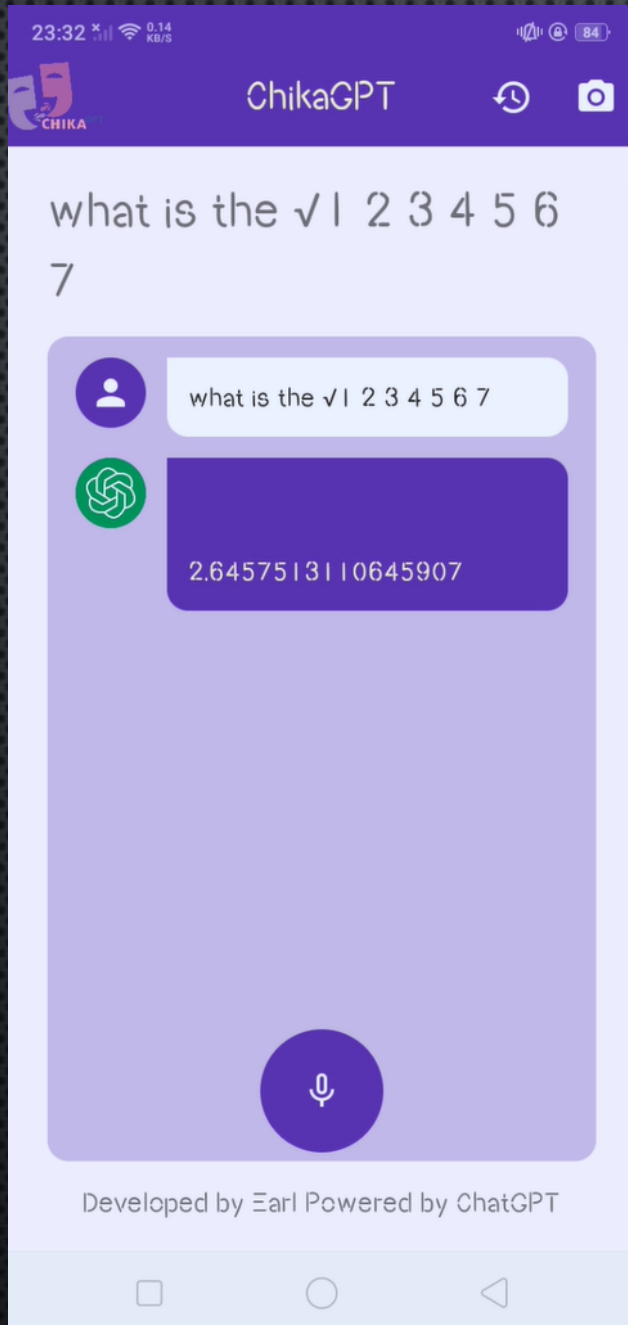 23:32 0.14
KB/S
84
CHIKA
ChikaGPT
what is the √1 2 3 4 5 6
7
what is the √1 2 3 4 5 6 7
2.6457513110645907
Developed by Earl Powered by ChatGPT